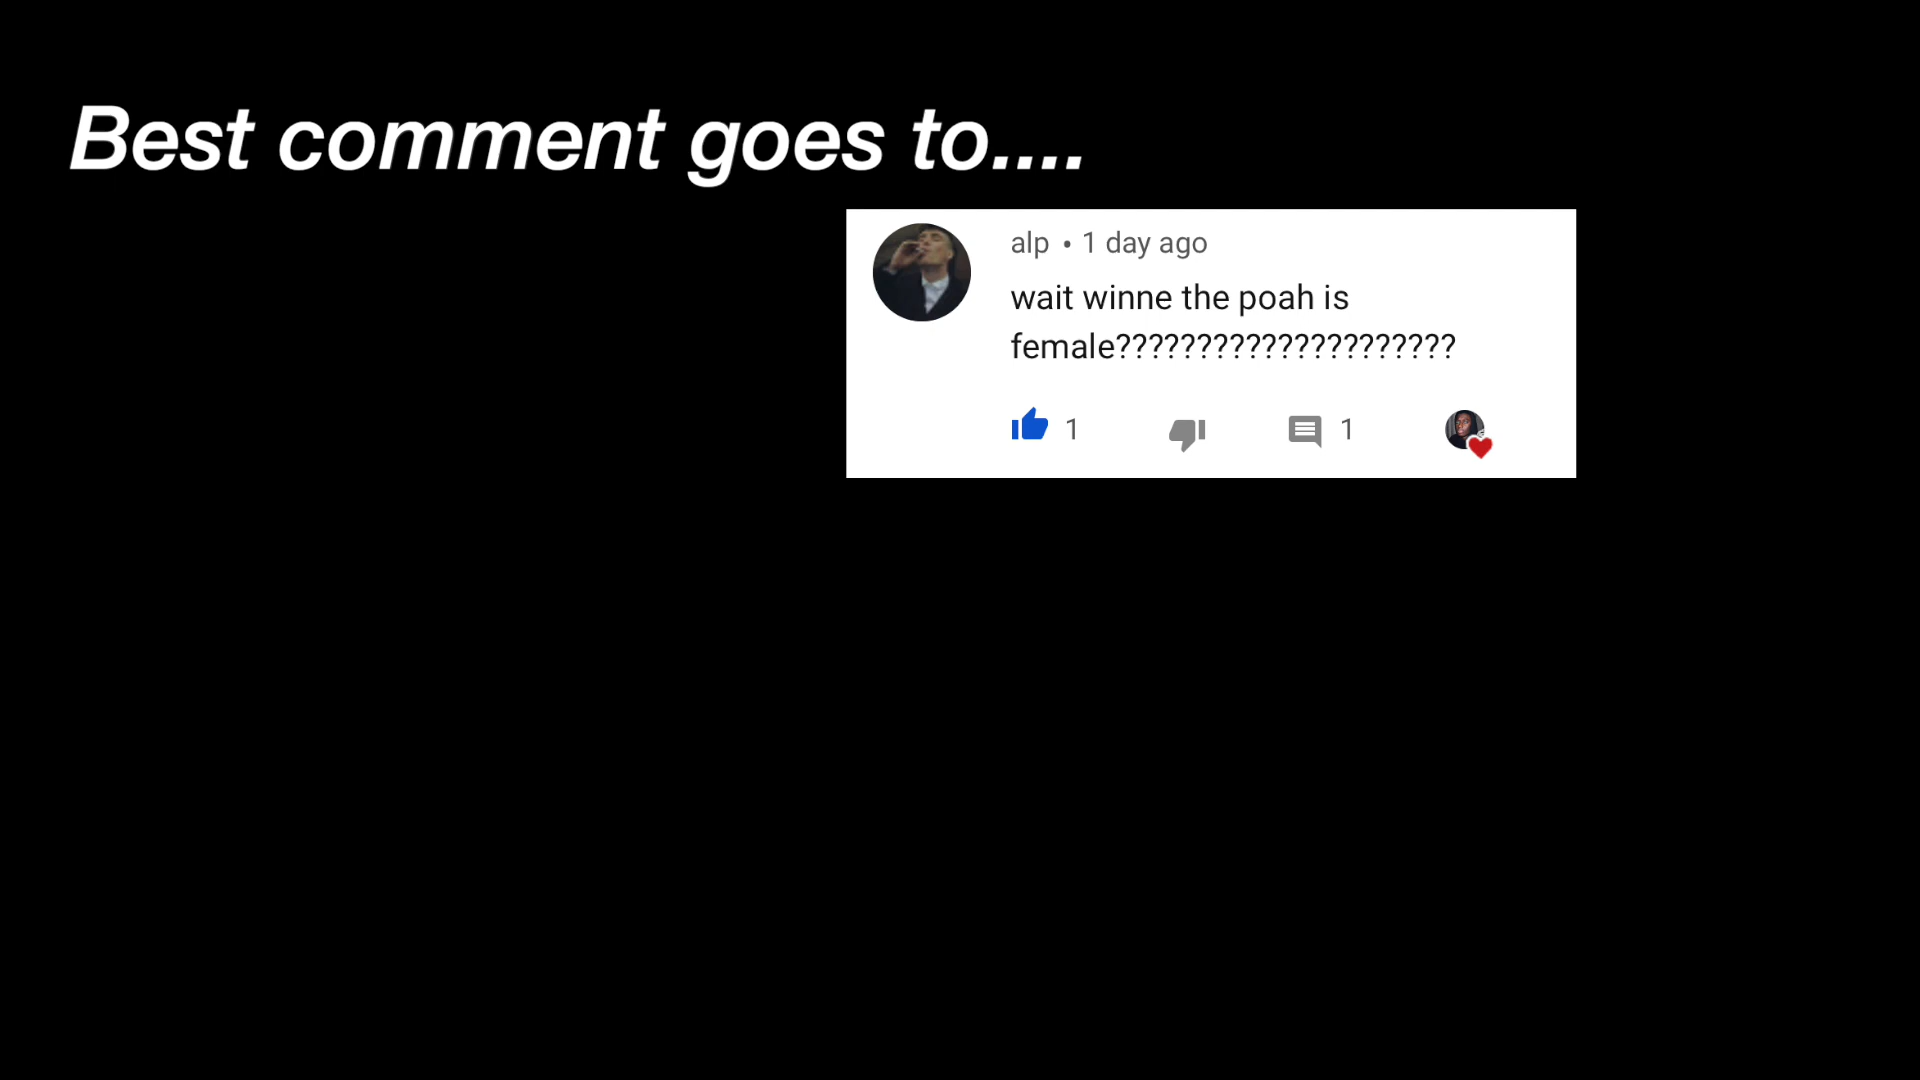 Best comment goes to....
alp • 1 day ago
wait winne the poah is
female?????????????????????
1
1